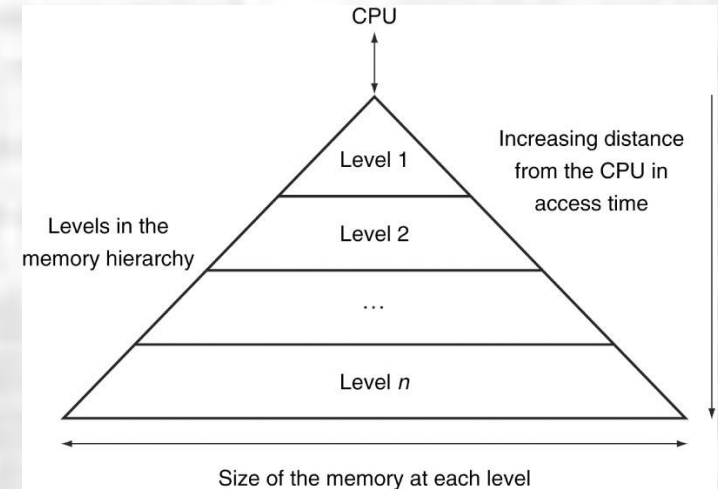 CPU
Level 1
Increasing distance
from the CPU in
access time
Level 2
Levels in the
memory hierarchy
...
Level n
Size of the memory at each level